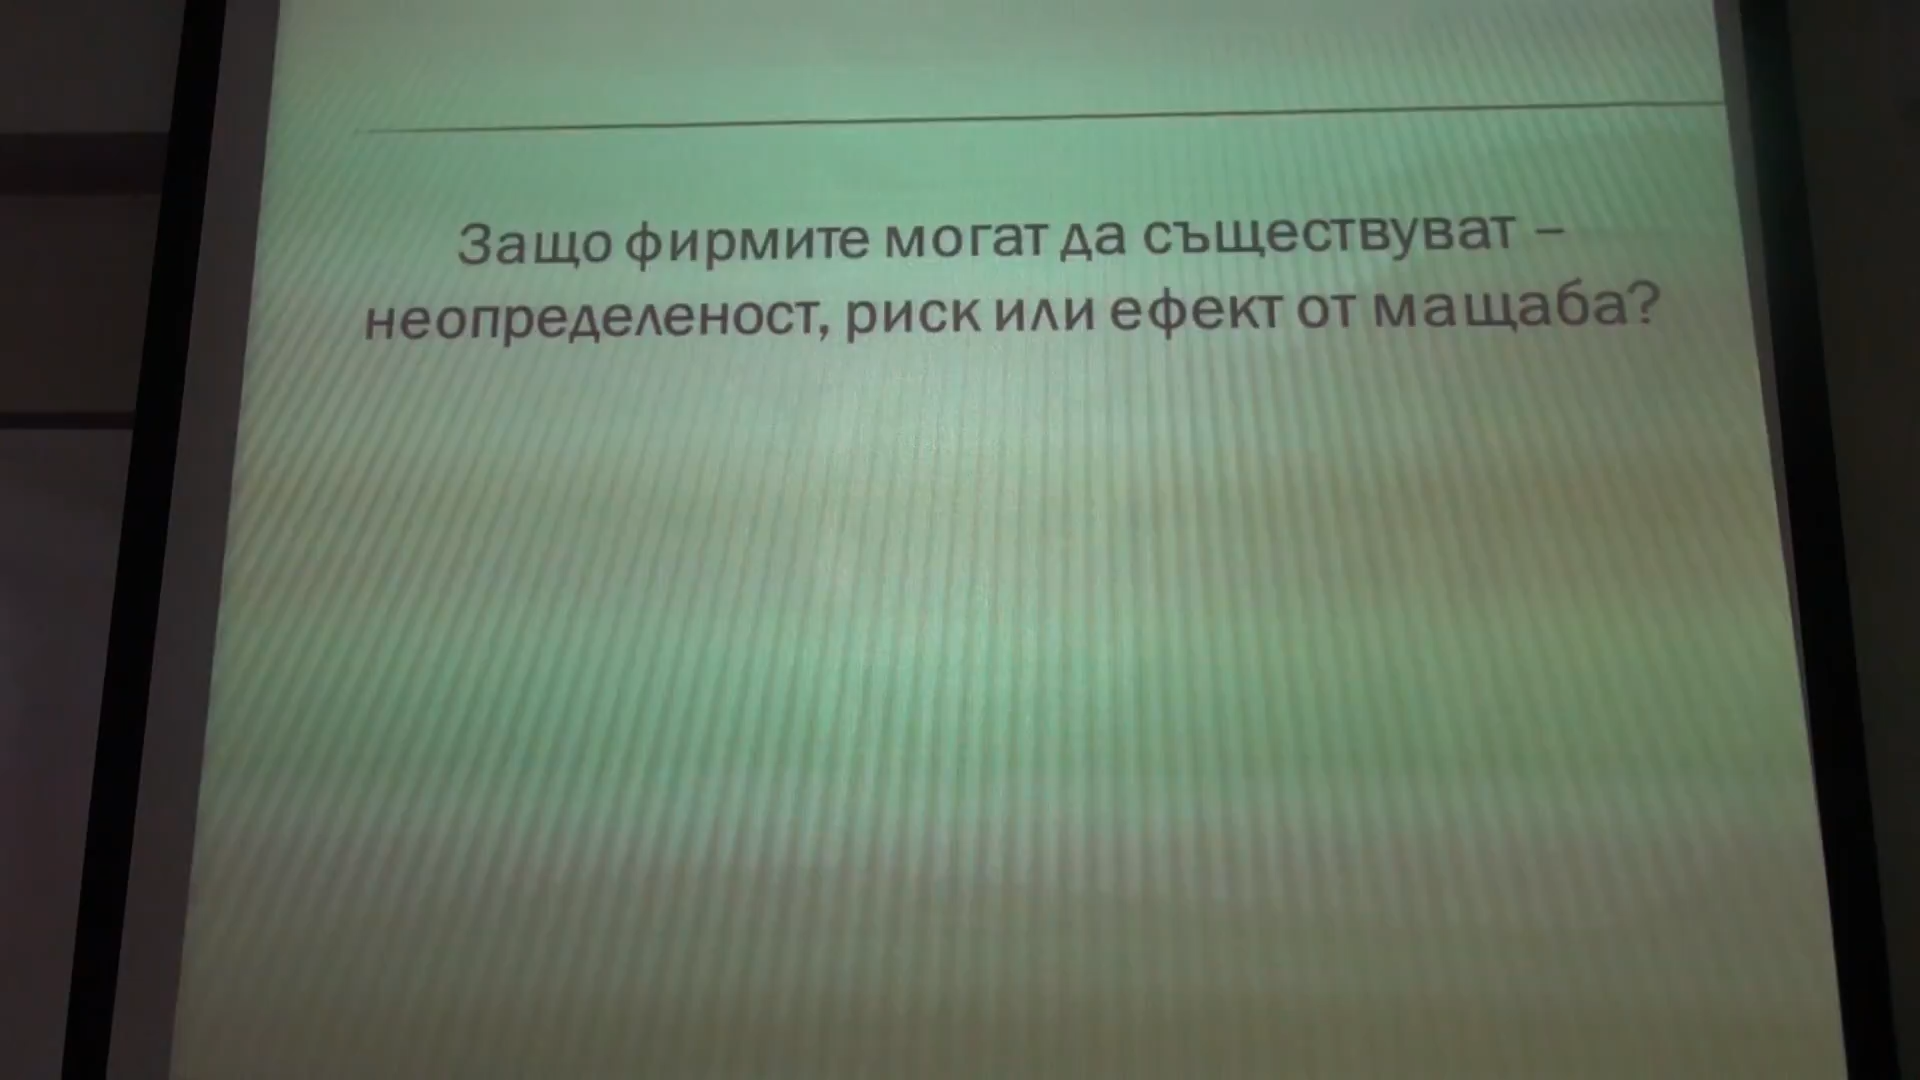 Защо фирмите могат да съществуват –
неопределеност, риск или ефект от мащаба?